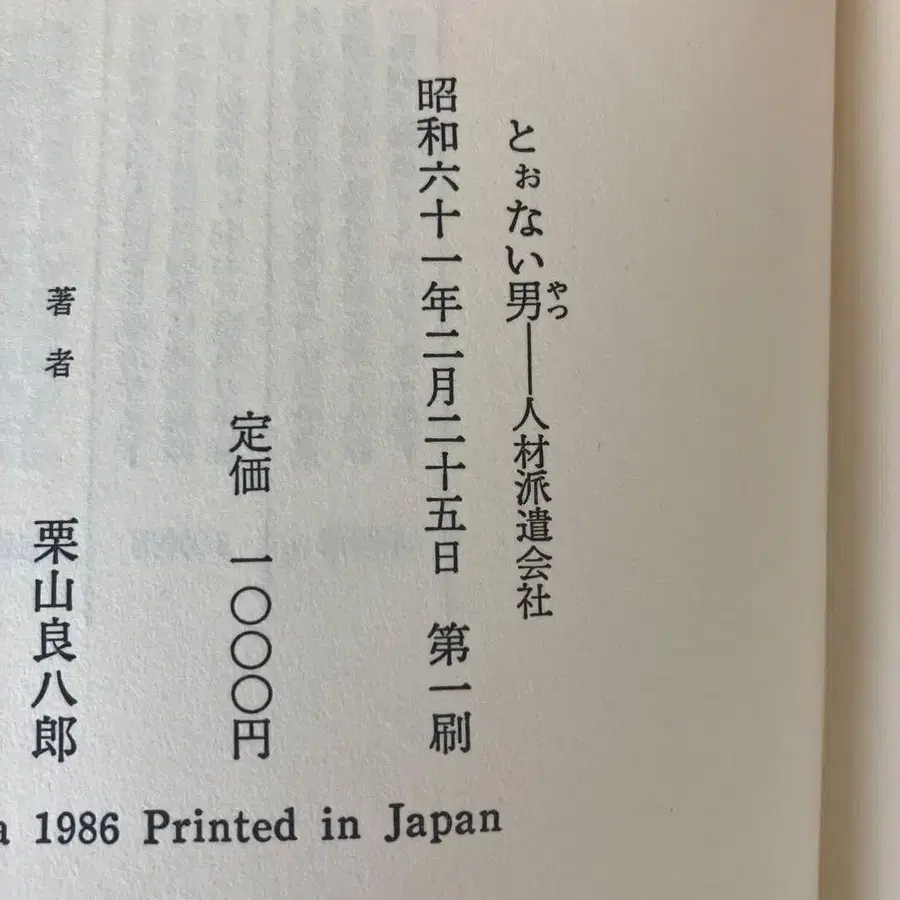 とぉない男——人材派遣会社
やつ
昭和六十一年二月二十五日 第一刷
定価 一〇〇〇円
著者 栗山良八郎
a 1986 Printed in Japan